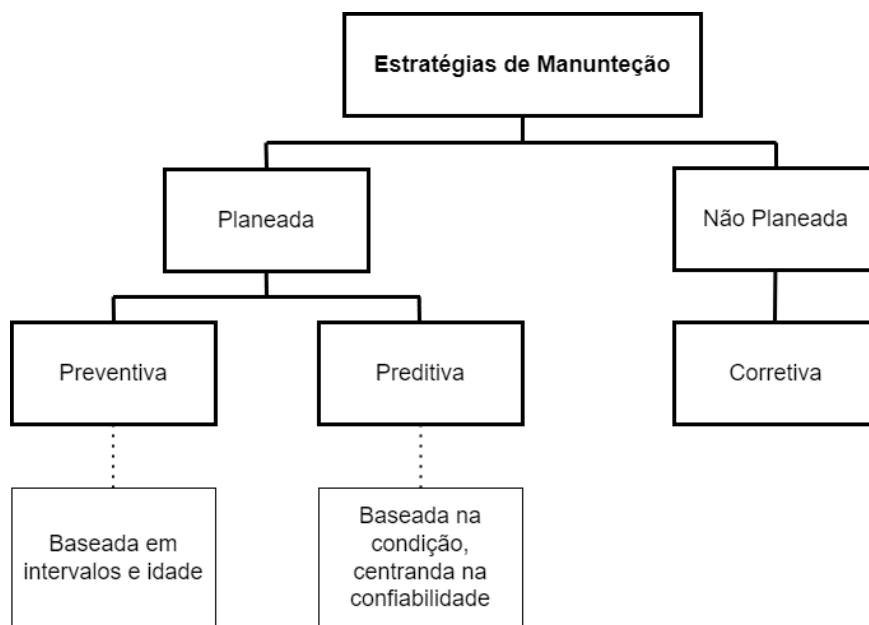 Estratégias de Manunteção
Planeada
Não Planeada
Preventiva
Preditiva
Corretiva
Baseada em
intervalos e idade
Baseada na
condição,
centranda na
confiabilidade